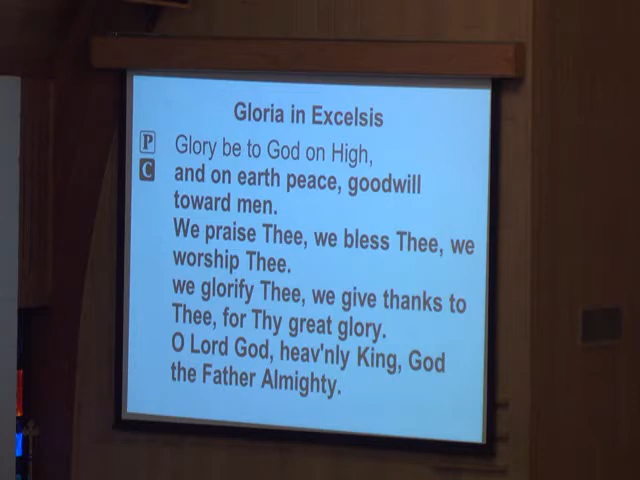 Gloria in Excelsis
P Glory be to God on High,
C and on earth peace, goodwill
toward men.
We praise Thee, we bless Thee, we
worship Thee.
we glorify Thee, we give thanks to
Thee, for Thy great glory.
O Lord God, heav'nly King, God
the Father Almighty.